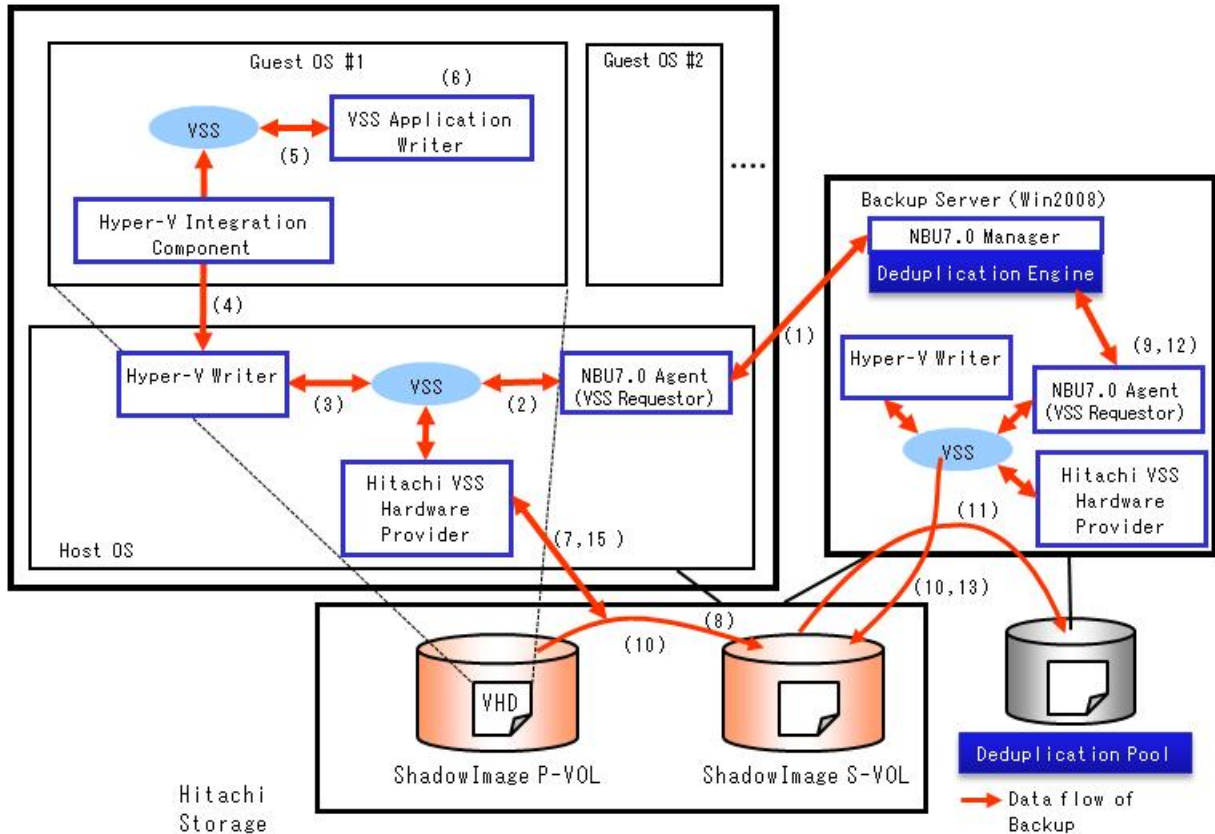 Guest OS #1
(6)
VSS
VSS Application
Writer
(5)
Hyper-V Integration
Component
(4)
Guest OS #2
....
Hyper-V Writer
(3)
VSS
(2)
NBU7.0 Agent
(VSS Requestor)
(1)
Hitachi VSS
Hardware
Provider
(7,15 )
Host OS
Backup Server (Win2008)
NBU7.0 Manager
Deduplication Engine
(9,12)
Hyper-V Writer
NBU7.0 Agent
(VSS Requestor)
VSS
Hitachi VSS
Hardware
Provider
(11)
(10,13)
(8)
(10)
VHD
ShadowImage P-VOL
ShadowImage S-VOL
Hitachi
Storage
Deduplication Pool
Data flow of
Backup